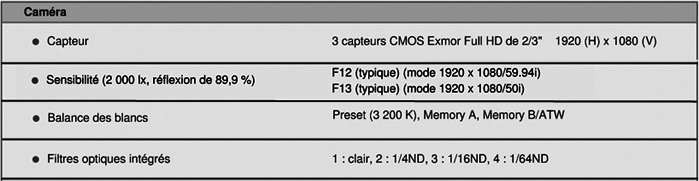 Caméra
● Capteur 3 capteurs CMOS Exmor Full HD de 2/3" 1920 (H) x 1080 (V)
● Sensibilité (2 000 lx, réflexion de 89,9 %) F12 (typique) (mode 1920 x 1080/59.94i)
F13 (typique) (mode 1920 x 1080/50i)
● Balance des blancs Preset (3 200 K), Memory A, Memory B/ATW
● Filtres optiques intégrés 1 : clair, 2 : 1/4ND, 3 : 1/16ND, 4 : 1/64ND